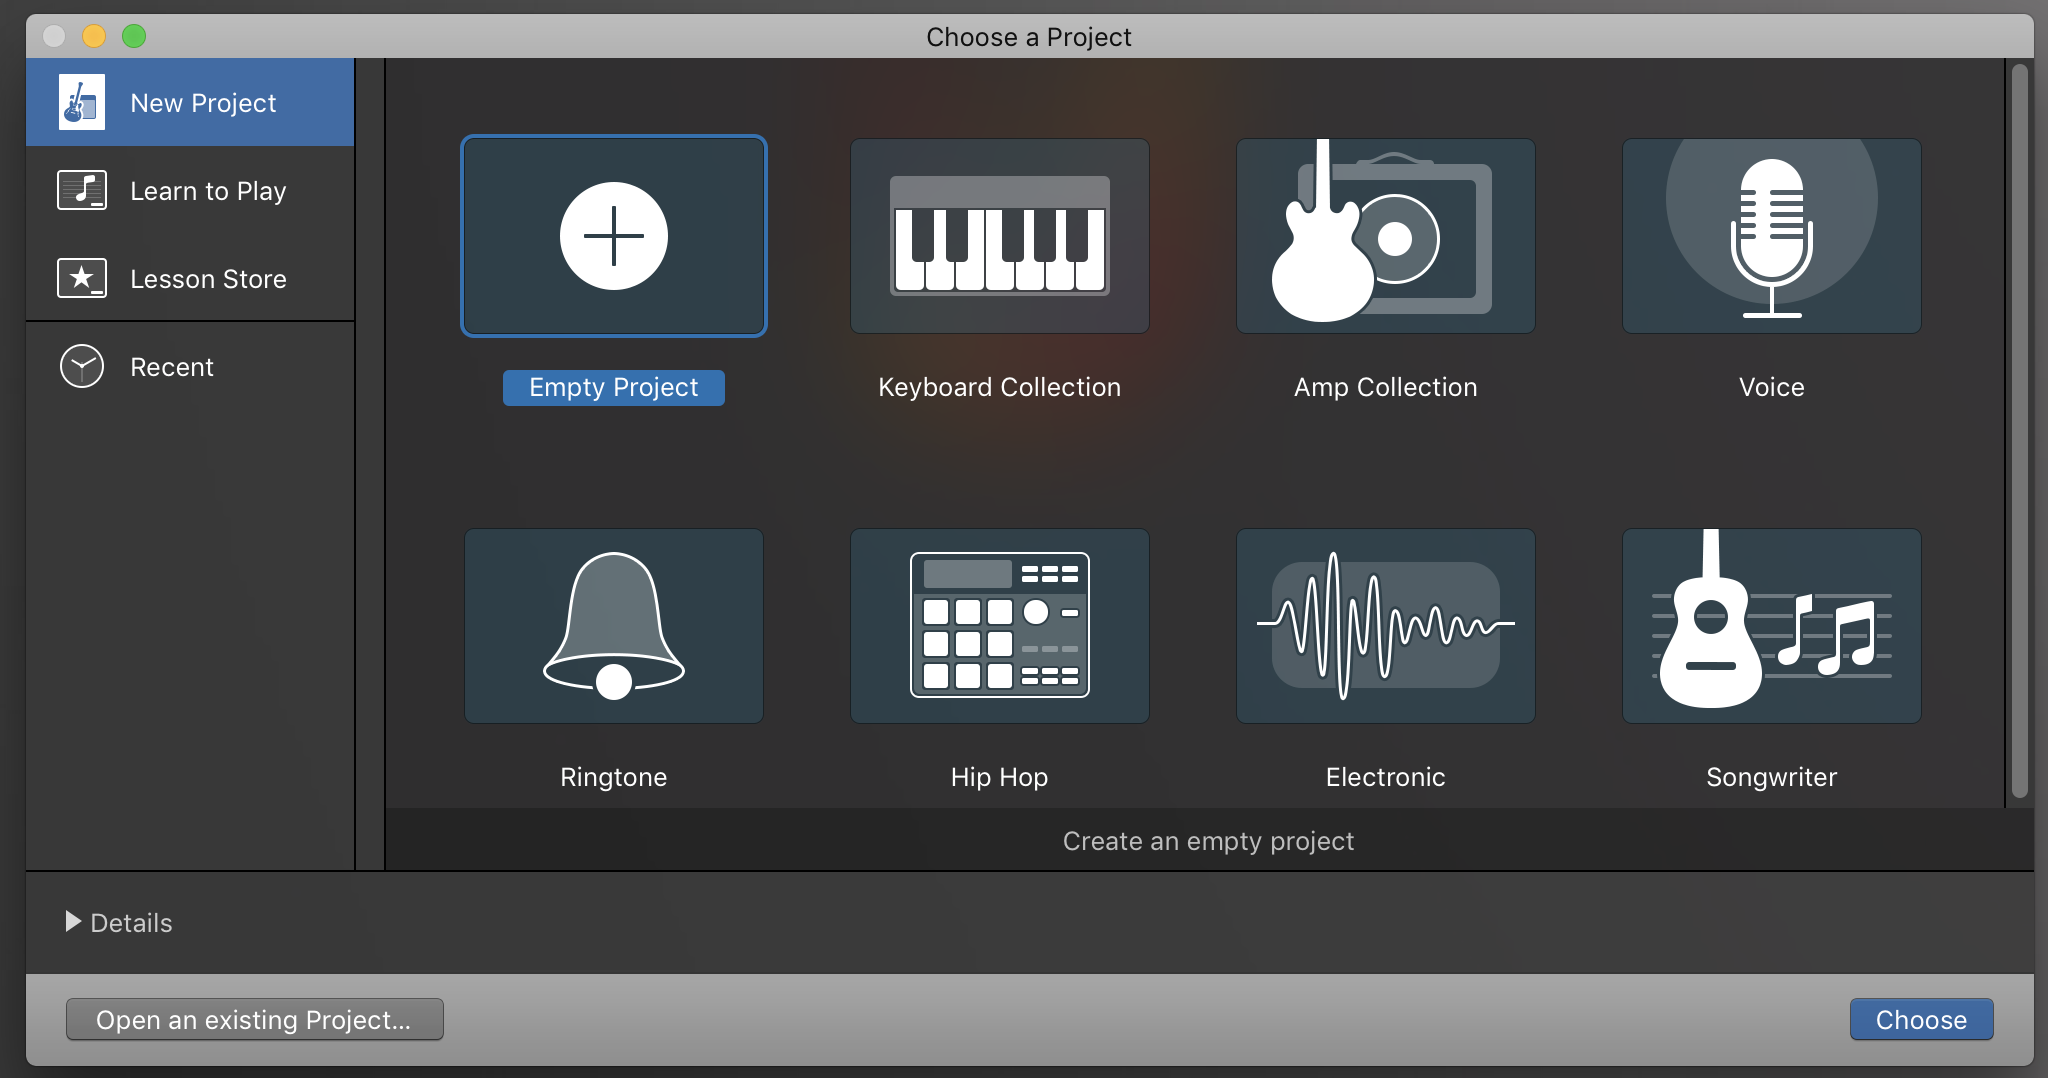 Choose a Project
New Project
Learn to Play
Lesson Store
Recent
Empty Project
Keyboard Collection
Amp Collection
Voice
Ringtone
Hip Hop
Electronic
Songwriter
Create an empty project
Details
Open an existing Project...
Choose